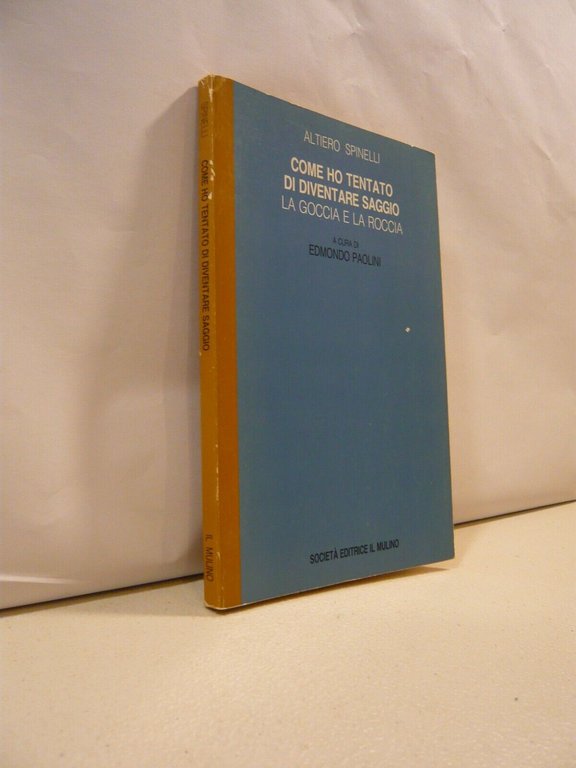 ALTIERO SPINELLI
COME HO TENTATO
DI DIVENTARE SAGGIO
LA GOCCIA E LA ROCCIA
A CURA DI
EDMONDO PAOLINI
SOCIETÀ EDITRICE IL MULINO
SPINELLI
COME HO TENTATO DI DIVENTARE SAGGIO
IL MULINO